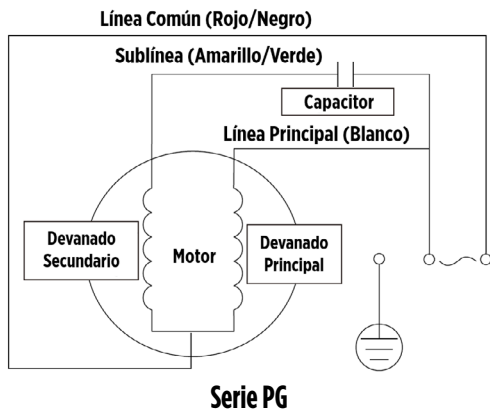 Línea Común (Rojo/Negro)
Sublínea (Amarillo/Verde)
Capacitor
Línea Principal (Blanco)
Devanado
Secundario
Motor
Devanado
Principal
Serie PG